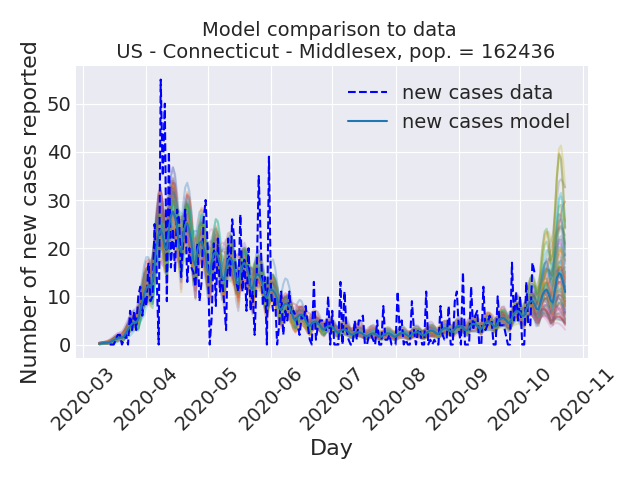 Model comparison to data
US - Connecticut - Middlesex, pop. = 162436
Number of new cases reported
50
40
30
20
10
0
new cases data
new cases model
2020-03
2020-04
2020-05
2020-06
2020-07
2020-08
2020-09
2020-10
2020-11
Day